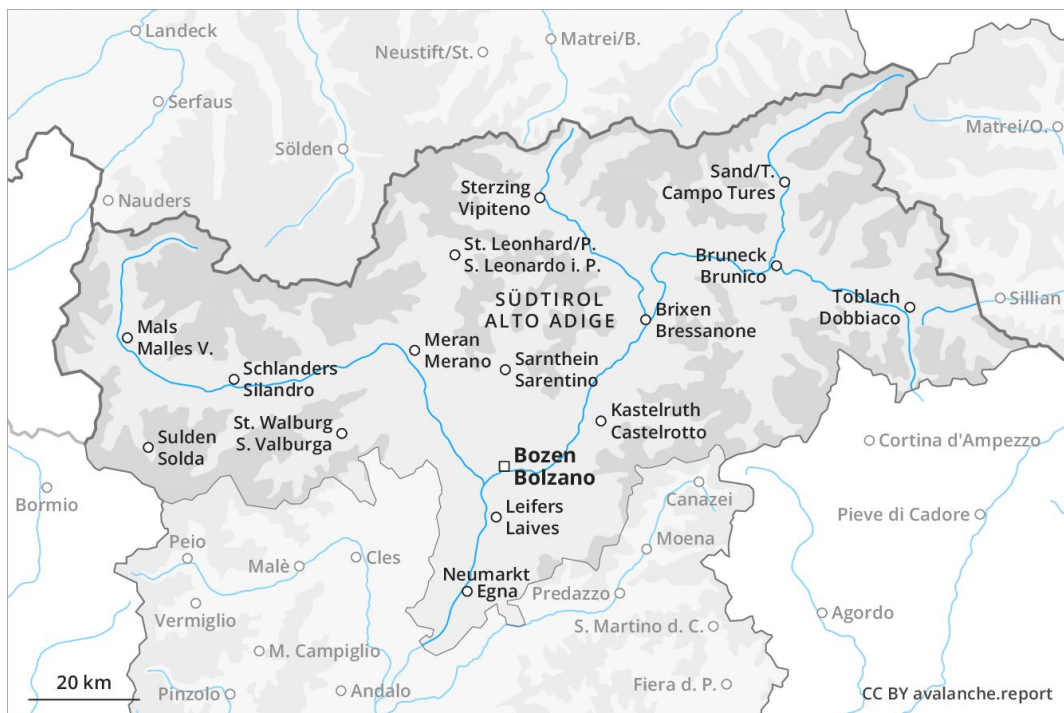 Landeck
Neustift/St.
Matrei/B.
Serfaus
Matrei/O.
Sölden
Sand/T.
Campo Tures
Sterzing
Vipiteno
Nauders
St. Leonhard/P.
S. Leonardo i. P.
Bruneck
Brunico
SÜDTIROL
ALTO ADIGE
Toblach
Dobbiaco
Sillian
Brixen
Bressanone
Mals
Malles V.
Meran
Merano
Schlanders
Silandro
Sarnthein
Sarentino
St. Walburg
S. Valburga
Kastelruth
Castelrotto
Sulden
Solda
Cortina d'Ampezzo
Bozen
Bolzano
Bormio
Canazei
Leifers
Laives
Pieve di Cadore
Moena
Peio
Malè
Cles
Neumarkt
Egna
Predazzo
Vermiglio
Agordo
S. Martino d. C.
M. Campiglio
20 km
Pinzolo
Andalo
Fiera d. P.
CC BY avalanche.report